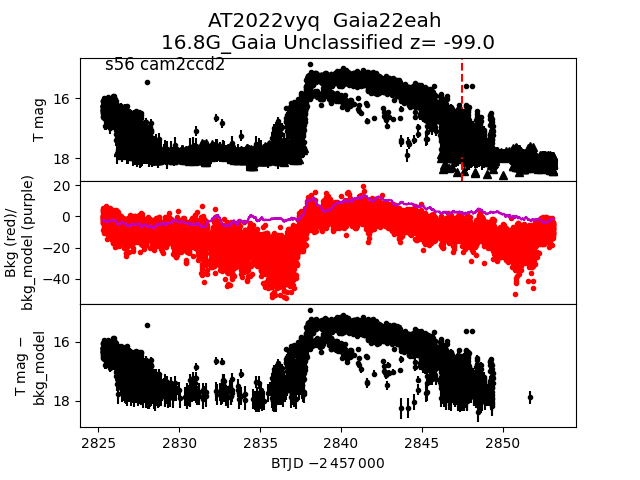 AT2022vyq  Gaia22eah
16.8G_Gaia Unclassified z= -99.0
s56 cam2ccd2
T mag
16
18
Bkg (red)/
bkg_model (purple)
20
0
−20
−40
T mag −
bkg_model
16
18
2825 2830 2835 2840 2845 2850
BTJD −2 457 000